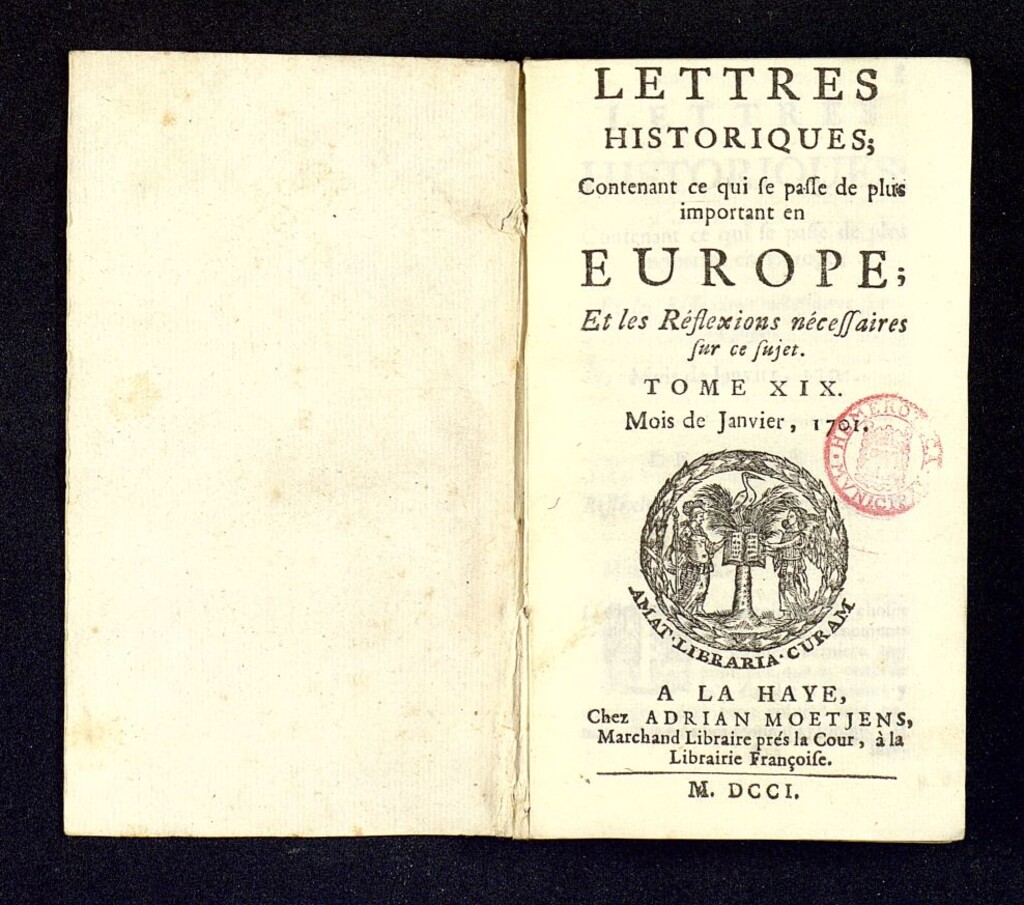 LETTRES
HISTORIQUES;
Contenant ce qui ſe paſſe de plus
important en
EUROPE;
Et les Réflexions néceſſaires
ſur ce ſujet.
TOME XIX.
Mois de Janvier, 1701.
AMAT·LIBRARIA·CURAM
A LA HAYE,
Chez ADRIAN MOETJENS,
Marchand Libraire prés la Cour, à la
Librairie Françoiſe.
M. DCCI.